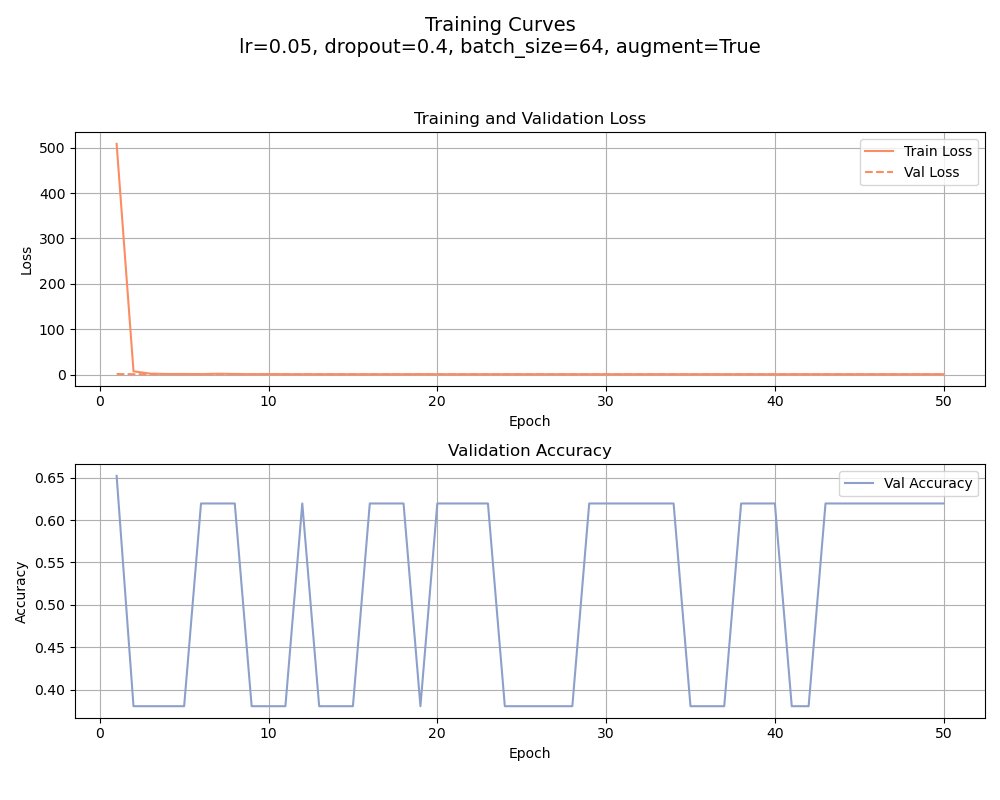 Training Curves
lr=0.05, dropout=0.4, batch_size=64, augment=True
Training and Validation Loss
500
400
300
200
100
0
Loss
Train Loss
Val Loss
0 10 20 30 40 50
Epoch
Validation Accuracy
0.65
0.60
0.55
0.50
0.45
0.40
Accuracy
Val Accuracy
0 10 20 30 40 50
Epoch